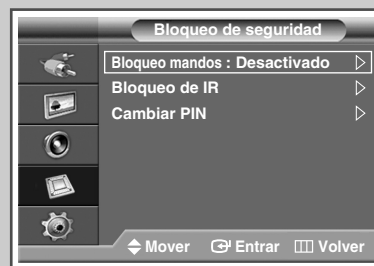 Bloqueo de seguridad
Bloqueo mandos : Desactivado
Bloqueo de IR
Cambiar PIN
Mover Entrar Volver